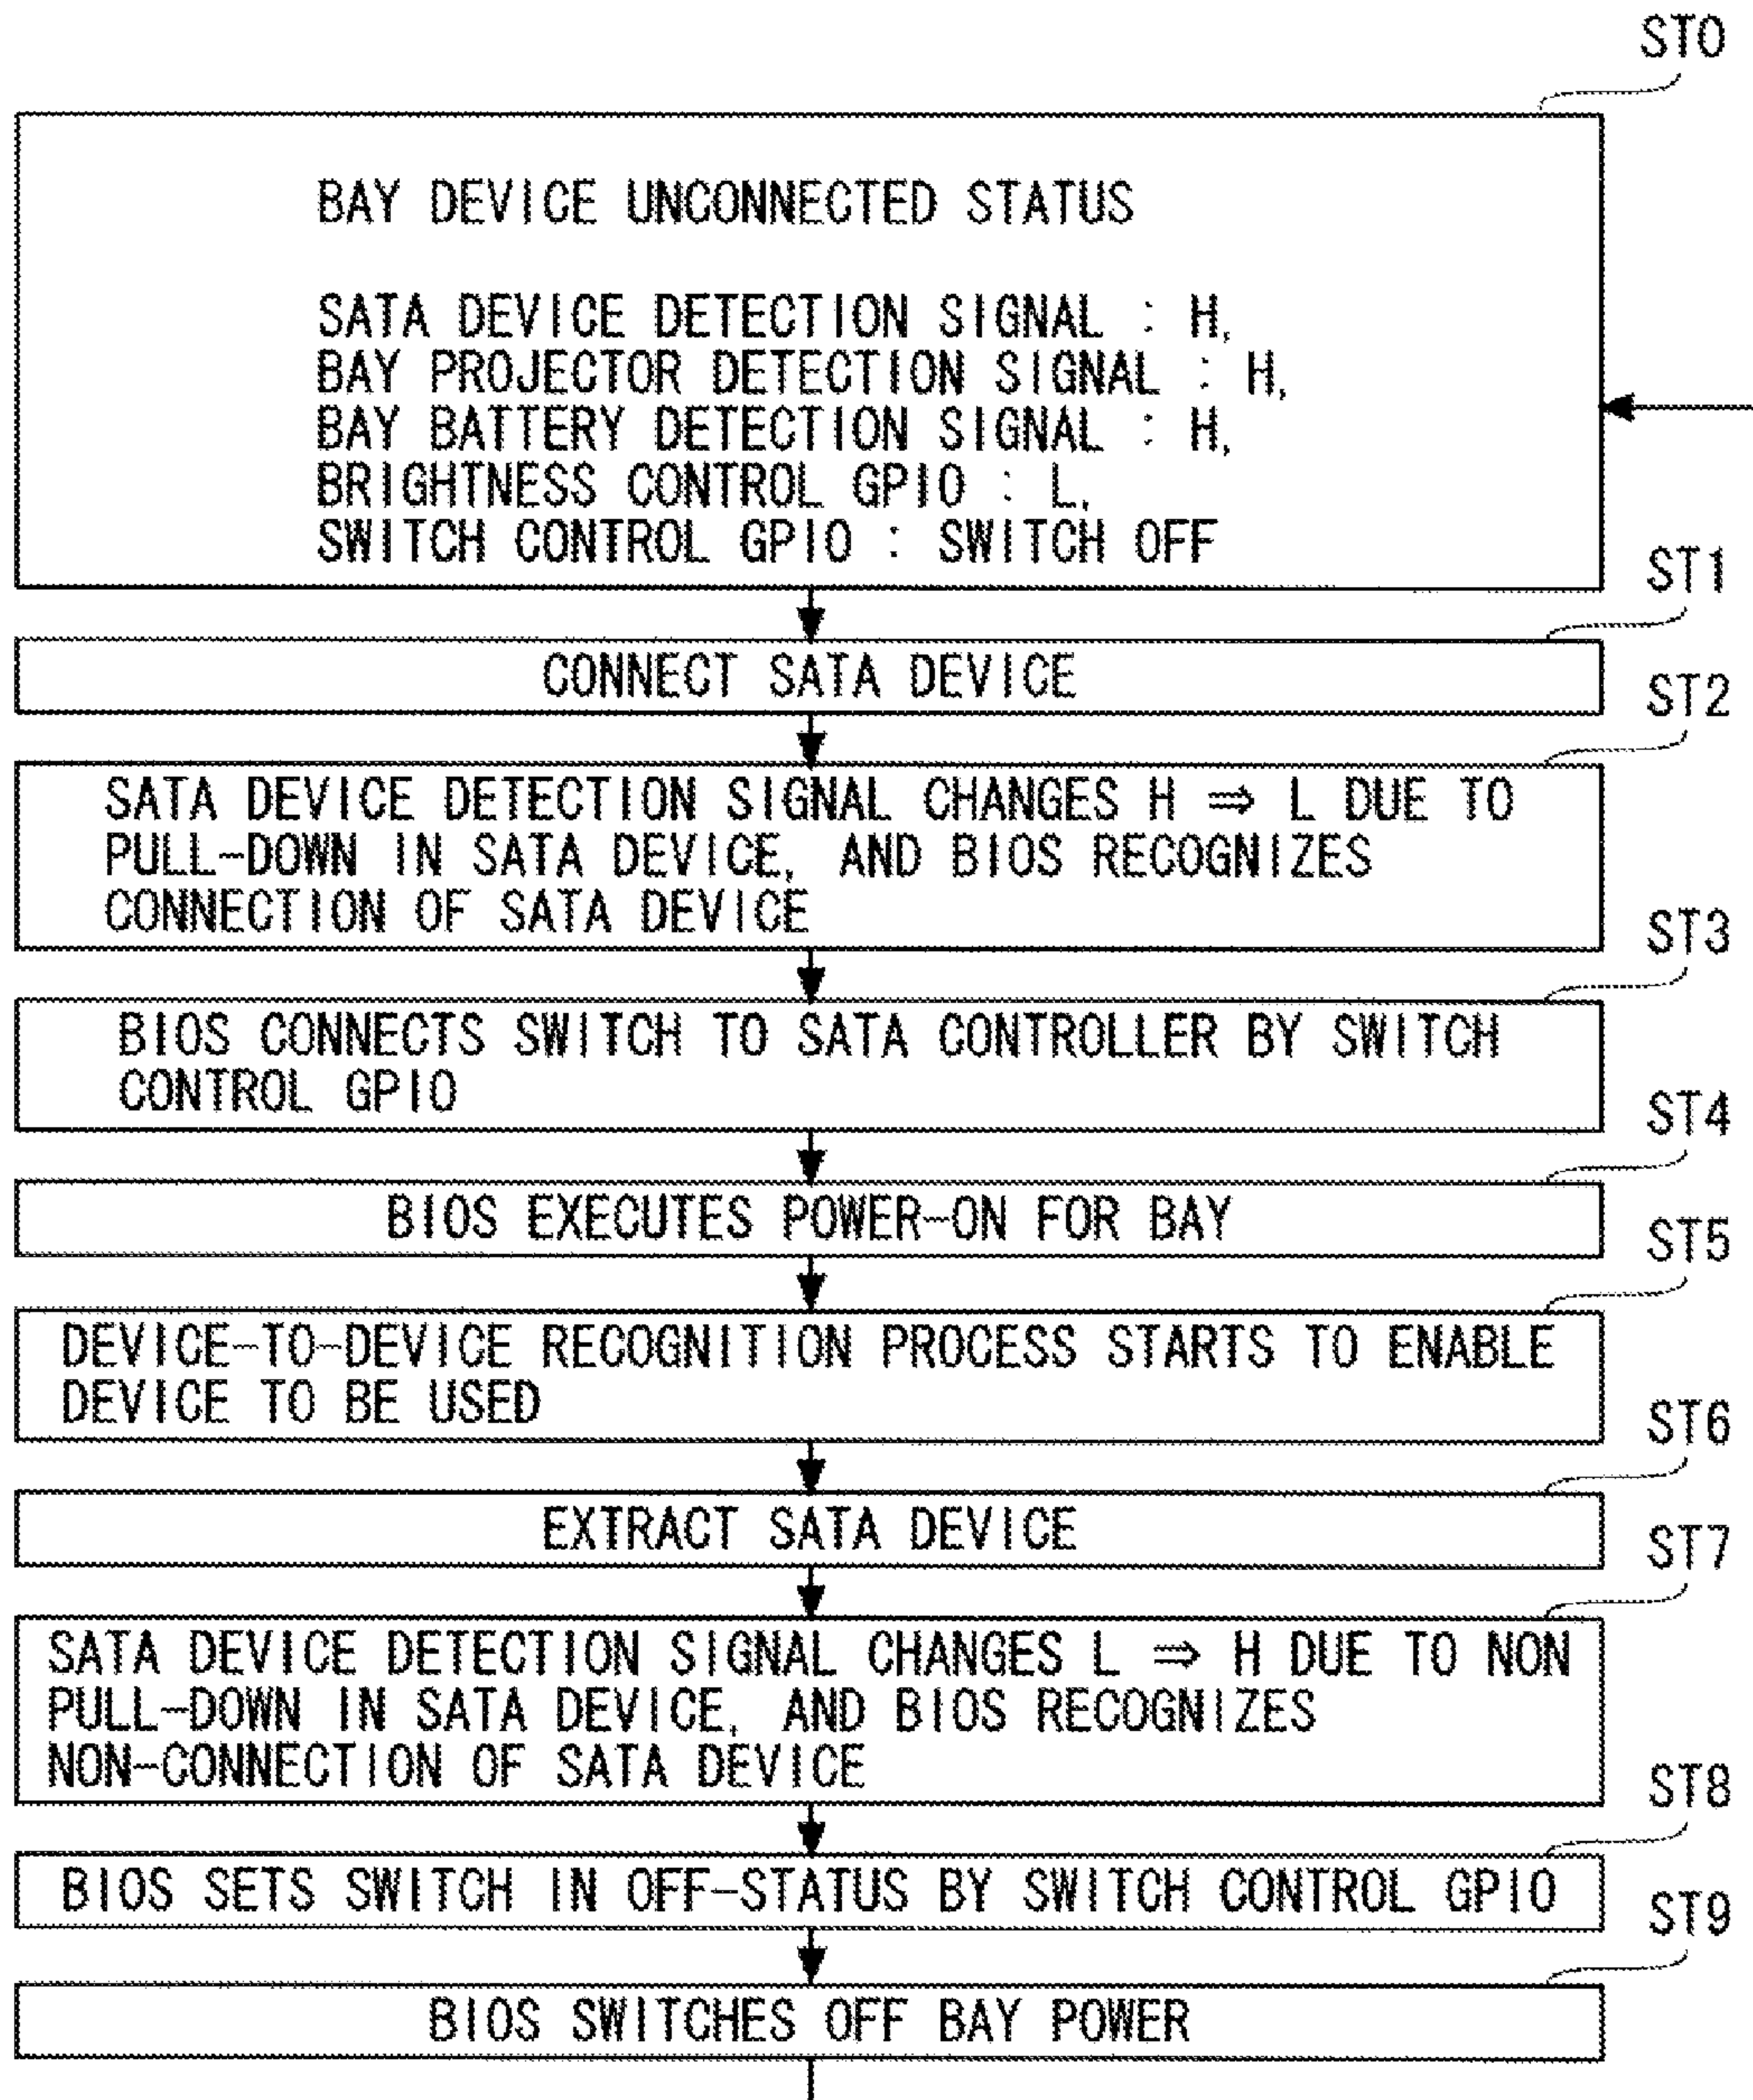 ST0
BAY DEVICE UNCONNECTED STATUS
SATA DEVICE DETECTION SIGNAL : H,
BAY PROJECTOR DETECTION SIGNAL : H,
BAY BATTERY DETECTION SIGNAL : H,
BRIGHTNESS CONTROL GPIO : L,
SWITCH CONTROL GPIO : SWITCH OFF
ST1
CONNECT SATA DEVICE
ST2
SATA DEVICE DETECTION SIGNAL CHANGES H ⇒ L DUE TO
PULL-DOWN IN SATA DEVICE, AND BIOS RECOGNIZES
CONNECTION OF SATA DEVICE
ST3
BIOS CONNECTS SWITCH TO SATA CONTROLLER BY SWITCH
CONTROL GPIO
ST4
BIOS EXECUTES POWER-ON FOR BAY
ST5
DEVICE-TO-DEVICE RECOGNITION PROCESS STARTS TO ENABLE
DEVICE TO BE USED
ST6
EXTRACT SATA DEVICE
ST7
SATA DEVICE DETECTION SIGNAL CHANGES L ⇒ H DUE TO NON
PULL-DOWN IN SATA DEVICE, AND BIOS RECOGNIZES
NON-CONNECTION OF SATA DEVICE
ST8
BIOS SETS SWITCH IN OFF-STATUS BY SWITCH CONTROL GPIO
ST9
BIOS SWITCHES OFF BAY POWER